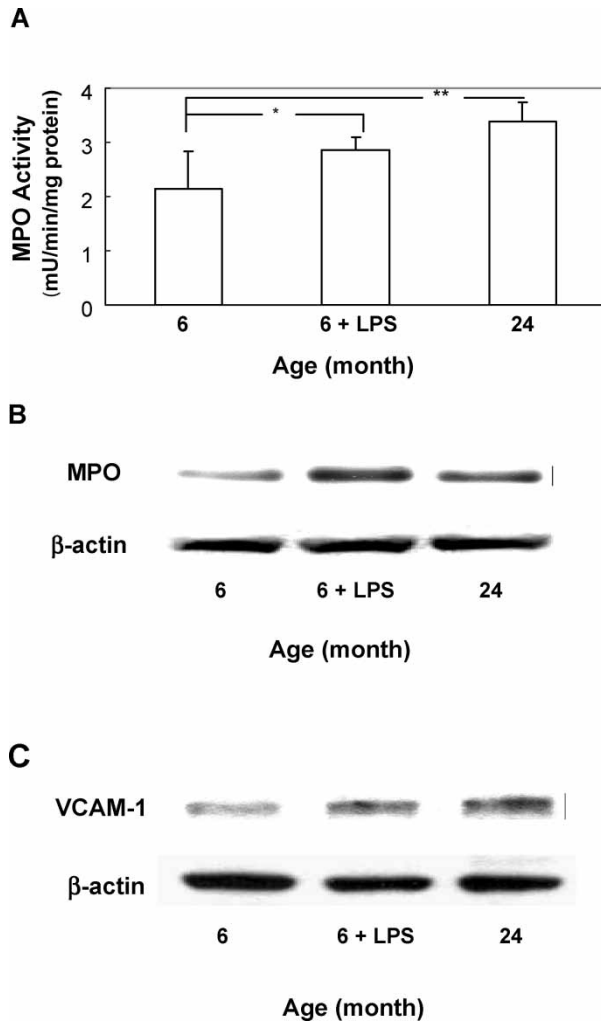 A
MPO Activity
(mU/min/mg protein)
4
3
2
1
0
*
**
6 6 + LPS 24
Age (month)
B
MPO
β-actin
6 6 + LPS 24
Age (month)
C
VCAM-1
β-actin
6 6 + LPS 24
Age (month)